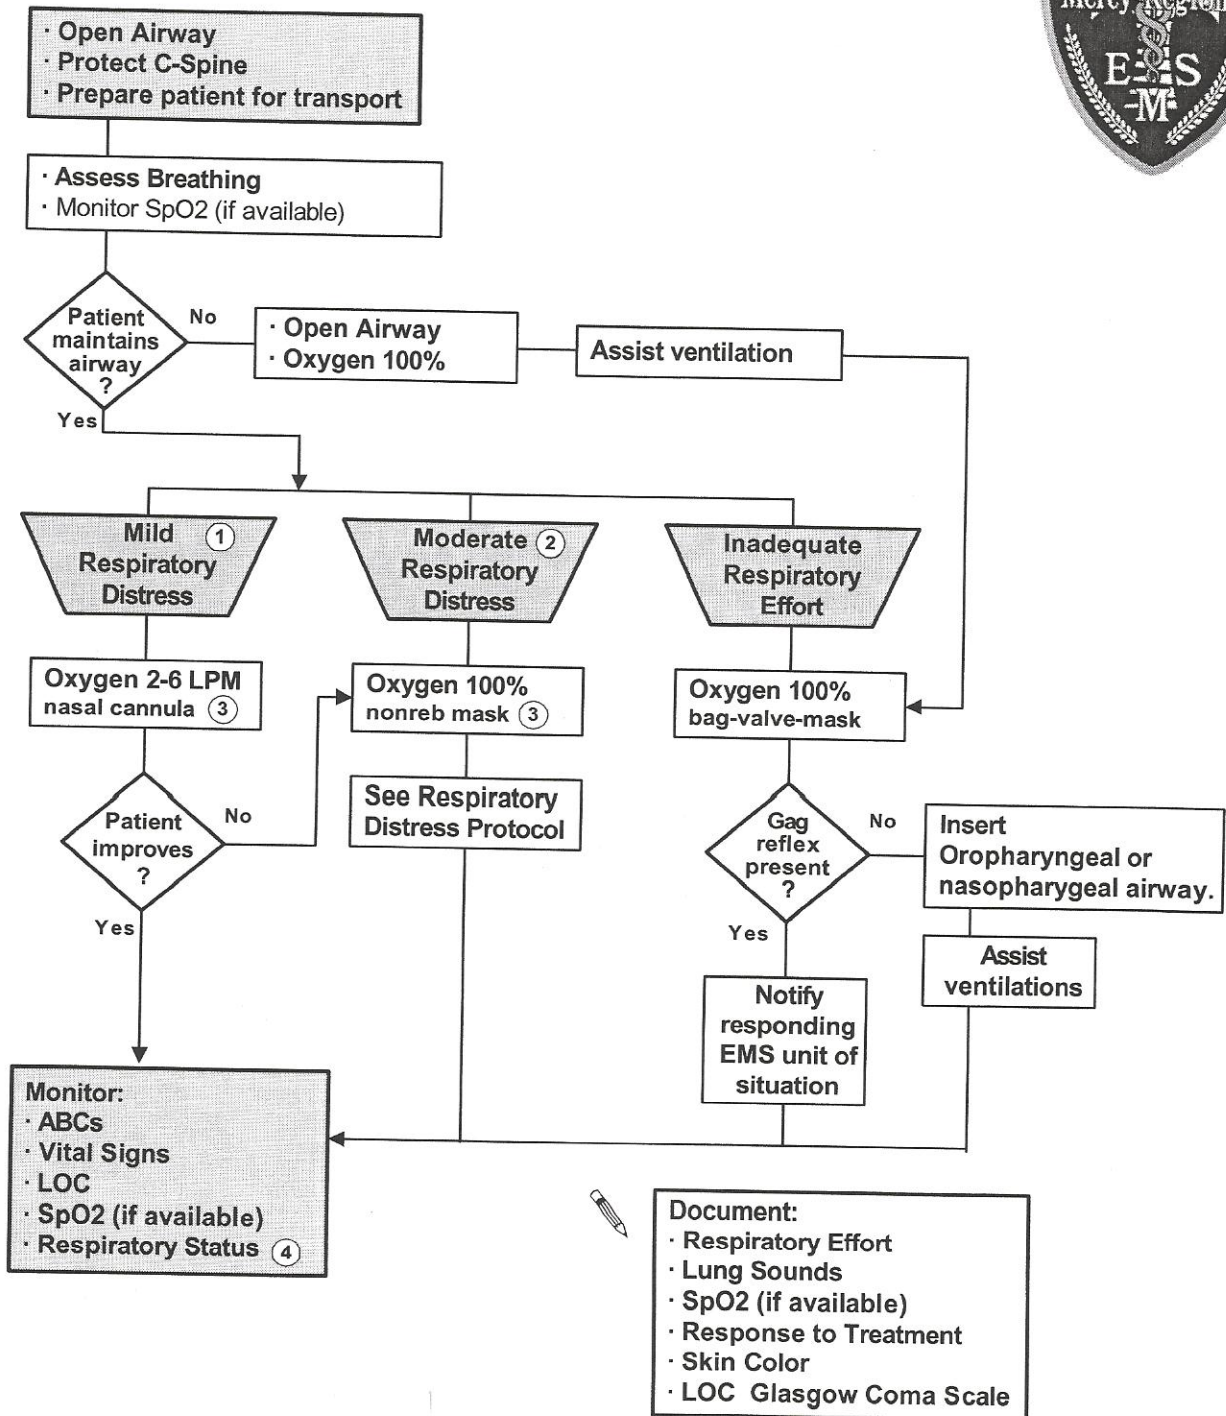 · Open Airway
· Protect C-Spine
· Prepare patient for transport
E S
M
· Assess Breathing
· Monitor SpO2 (if available)
Patient
maintains
airway
?
No
Yes
· Open Airway
· Oxygen 100%
Assist ventilation
Mild 1
Respiratory
Distress
Moderate 2
Respiratory
Distress
Inadequate
Respiratory
Effort
Oxygen 2-6 LPM
nasal cannula 3
Oxygen 100%
nonreb mask 3
Oxygen 100%
bag-valve-mask
See Respiratory
Distress Protocol
Patient
improves
?
No
Yes
Gag
reflex
present
?
No
Yes
Insert
Oropharyngeal or
nasopharygeal airway.
Assist
ventilations
Notify
responding
EMS unit of
situation
Monitor:
· ABCs
· Vital Signs
· LOC
· SpO2 (if available)
· Respiratory Status 4
Document:
· Respiratory Effort
· Lung Sounds
· SpO2 (if available)
· Response to Treatment
· Skin Color
· LOC Glasgow Coma Scale